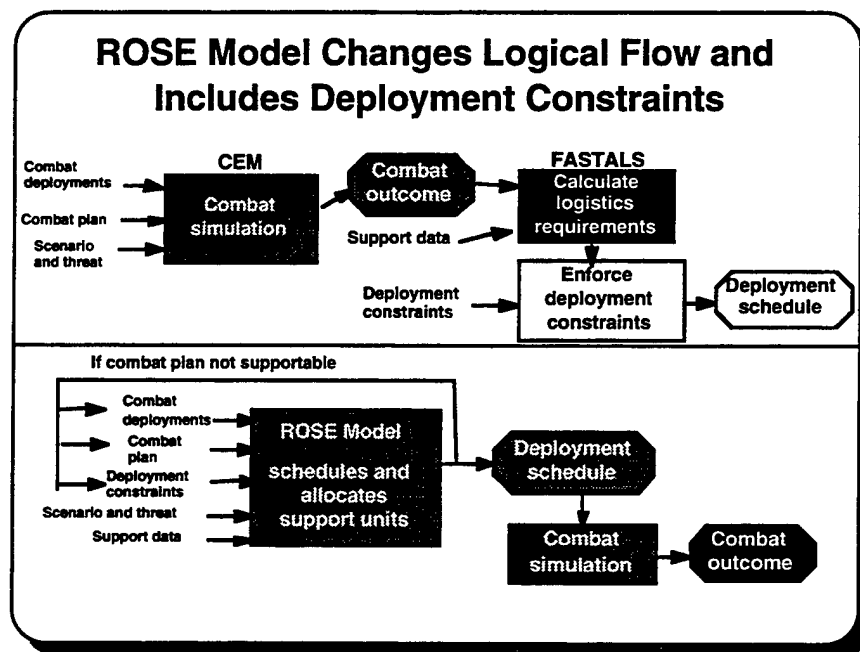 ROSE Model Changes Logical Flow and
Includes Deployment Constraints
CEM
FASTALS
Combat
deployments
Combat plan
Scenario
and threat
Combat
simulation
Combat
outcome
Support data
Calculate
logistics
requirements
Deployment
constraints
Enforce
deployment
constraints
Deployment
schedule
If combat plan not supportable
Combat
deployments
Combat
plan
Deployment
constraints
Scenario and threat
Support data
ROSE Model
schedules and
allocates
support units
Deployment
schedule
Combat
simulation
Combat
outcome